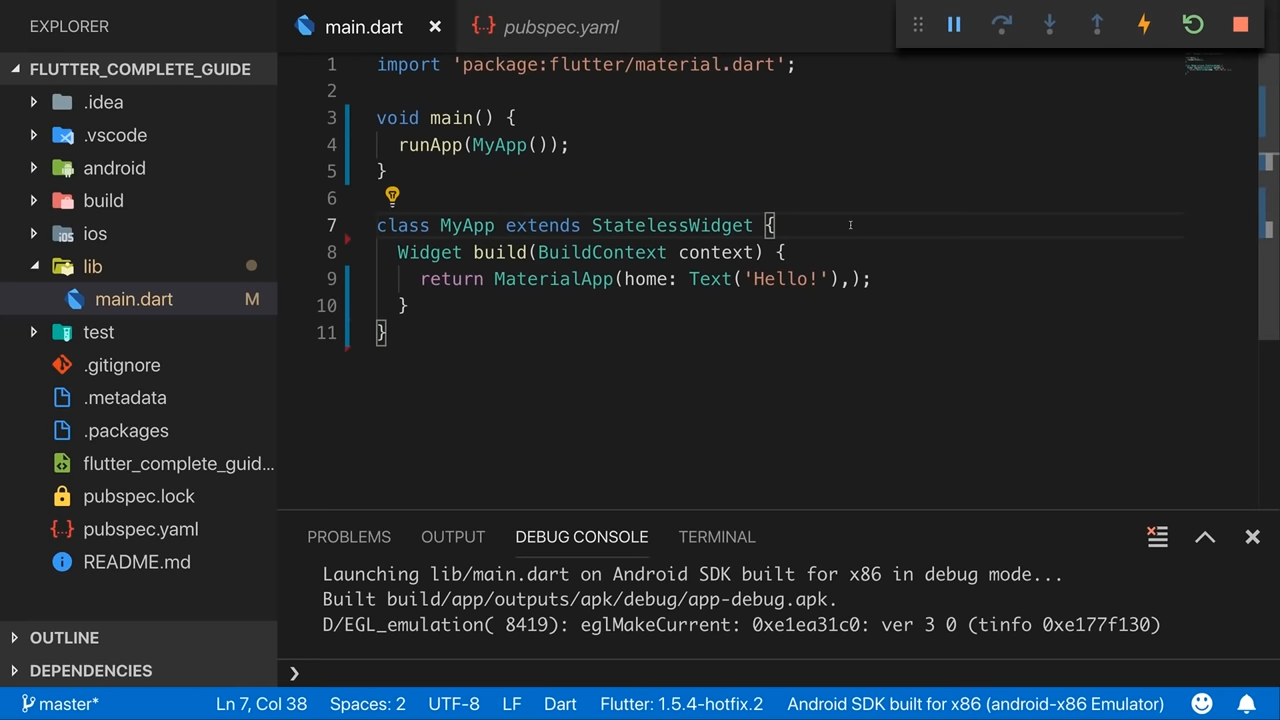 EXPLORER
FLUTTER_COMPLETE_GUIDE
.idea
.vscode
android
build
ios
lib
main.dart M
test
.gitignore
.metadata
.packages
flutter_complete_guid...
pubspec.lock
pubspec.yaml
README.md
OUTLINE
DEPENDENCIES
main.dart
pubspec.yaml
1 import 'package:flutter/material.dart';
2
3 void main() {
4 runApp(MyApp());
5 }
6
7 class MyApp extends StatelessWidget {
8 Widget build(BuildContext context) {
9 return MaterialApp(home: Text('Hello!'),);
10 }
11 }
PROBLEMS OUTPUT DEBUG CONSOLE TERMINAL
Launching lib/main.dart on Android SDK built for x86 in debug mode...
Built build/app/outputs/apk/debug/app-debug.apk.
D/EGL_emulation( 8419): eglMakeCurrent: 0xe1ea31c0: ver 3 0 (tinfo 0xe177f130)
master* Ln 7, Col 38 Spaces: 2 UTF-8 LF Dart Flutter: 1.5.4-hotfix.2 Android SDK built for x86 (android-x86 Emulator)